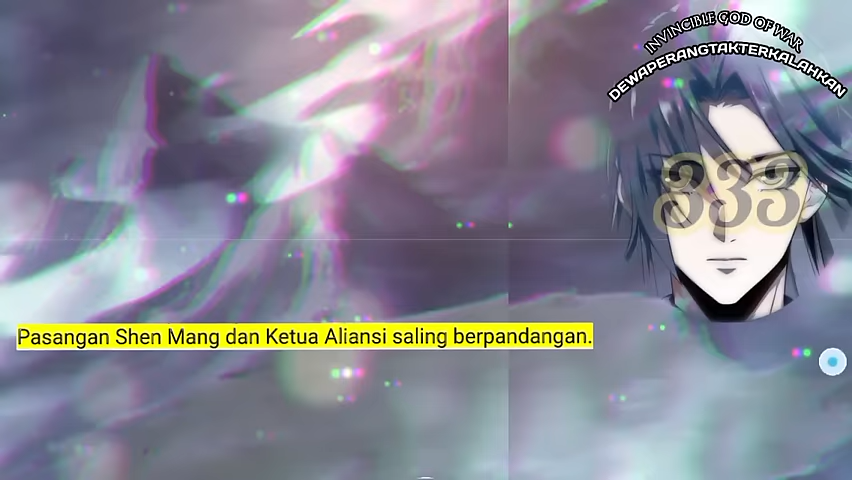 INVINCIBLE GOD OF WAR
DEWAPERANGTAKTERKALAHKAN
333
Pasangan Shen Mang dan Ketua Aliansi saling berpandangan.